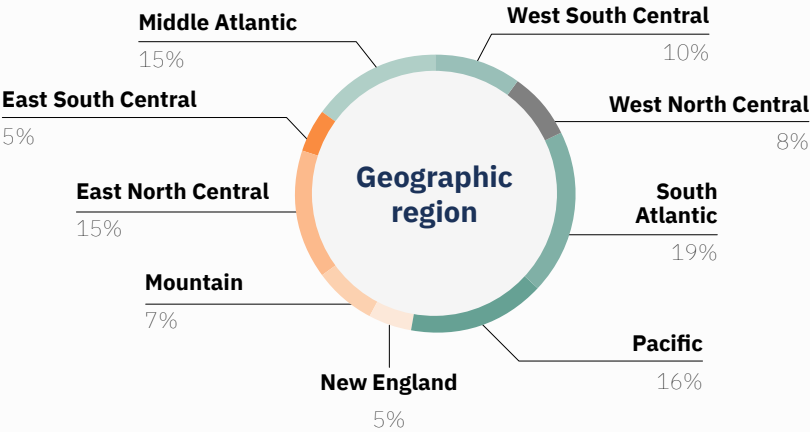 Middle Atlantic
15%
West South Central
10%
East South Central
5%
West North Central
8%
Geographic
region
East North Central
15%
South
Atlantic
19%
Mountain
7%
Pacific
16%
New England
5%